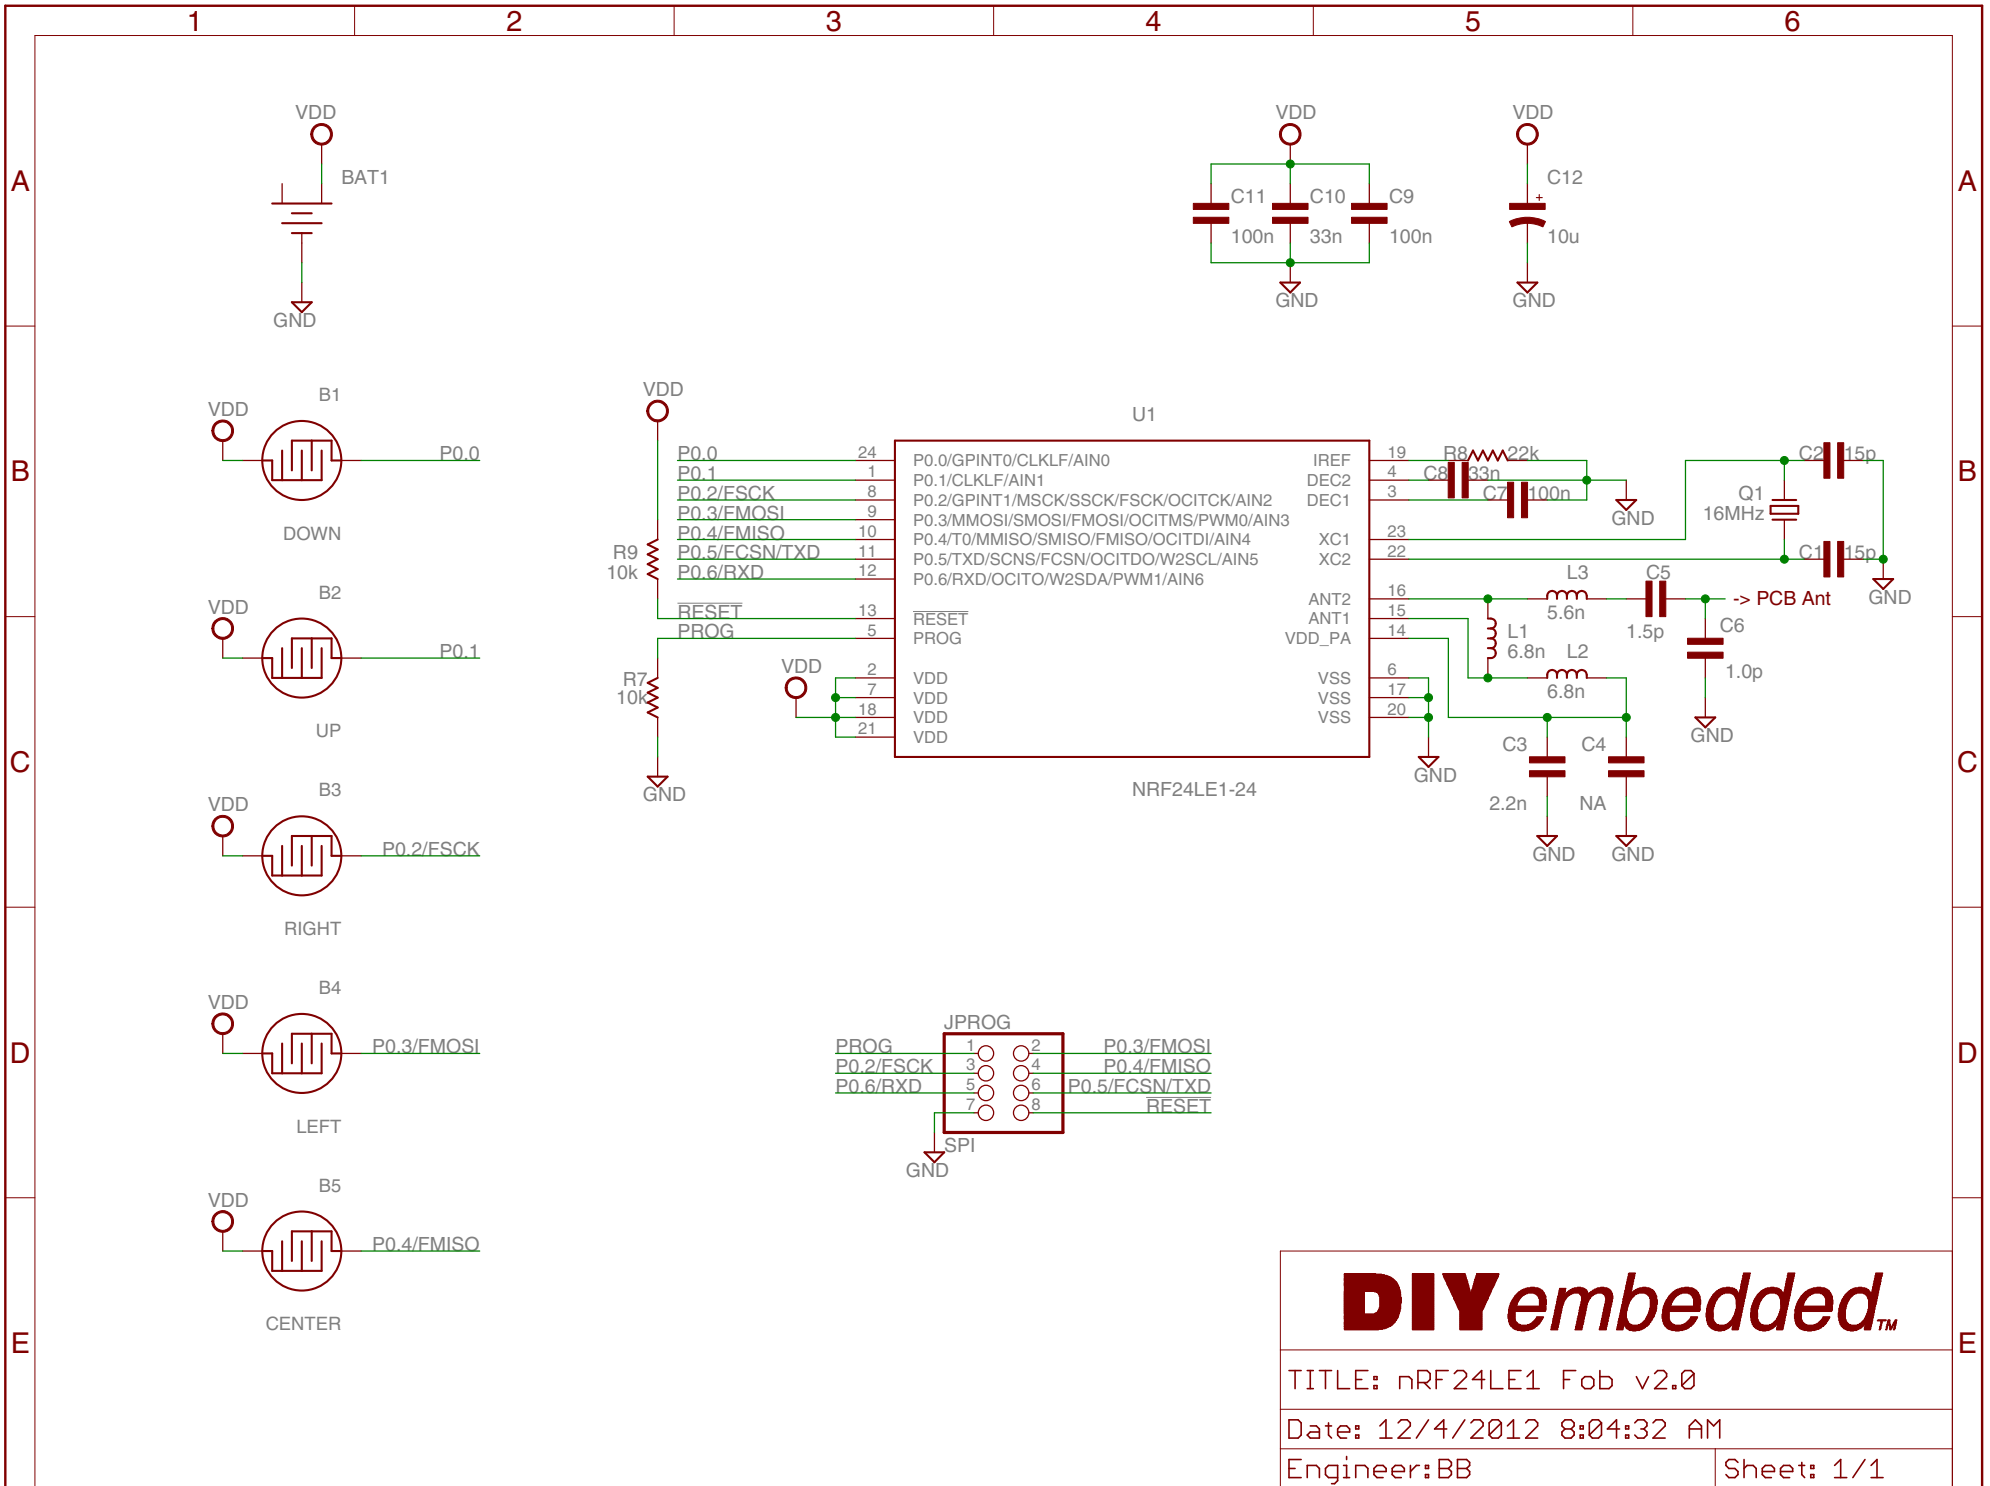 1 2 3 4 5 6
A A
VDD
BAT1
GND
VDD
C11 C10 C9
100n 33n 100n
GND
VDD
C12
+
10u
GND
B B
B1
VDD
P0.0
DOWN
B2
VDD
P0.1
UP
C C
B3
VDD
P0.2/FSCK
RIGHT
D D
B4
VDD
P0.3/FMOSI
LEFT
E E
B5
VDD
P0.4/FMISO
CENTER
VDD
R9
10k
R7
10k
GND
U1
P0.0 24 P0.0/GPINT0/CLKLF/AIN0
P0.1 1 P0.1/CLKLF/AIN1
P0.2/FSCK 8 P0.2/GPINT1/MSCK/SSCK/FSCK/OCITCK/AIN2
P0.3/FMOSI 9 P0.3/MMOSI/SMOSI/FMOSI/OCITMS/PWM0/AIN3
P0.4/FMISO 10 P0.4/T0/MMISO/SMISO/FMISO/OCITDI/AIN4
P0.5/FCSN/TXD 11 P0.5/TXD/SCNS/FCSN/OCITDO/W2SCL/AIN5
P0.6/RXD 12 P0.6/RXD/OCITO/W2SDA/PWM1/AIN6
RESET 13 RESET
PROG 5 PROG
VDD
2 VDD
7 VDD
18 VDD
21 VDD
IREF 19
DEC2 4
DEC1 3
XC1 23
XC2 22
ANT2 16
ANT1 15
VDD_PA 14
VSS 6
VSS 17
VSS 20
NRF24LE1-24
GND
R8 22k
C8 33n
C7 100n
GND
C2 15p
Q1
16MHz
C1 15p
GND
L3
5.6n
C5
1.5p
-> PCB Ant
L1
6.8n
L2
6.8n
C6
1.0p
GND
C3
2.2n
GND
C4
NA
GND
JPROG
PROG 1 2 P0.3/FMOSI
P0.2/FSCK 3 4 P0.4/FMISO
P0.6/RXD 5 6 P0.5/FCSN/TXD
7 8 RESET
SPI
GND
DIYembedded™
TITLE: nRF24LE1 Fob v2.0
Date: 12/4/2012 8:04:32 AM
Engineer:BB Sheet: 1/1